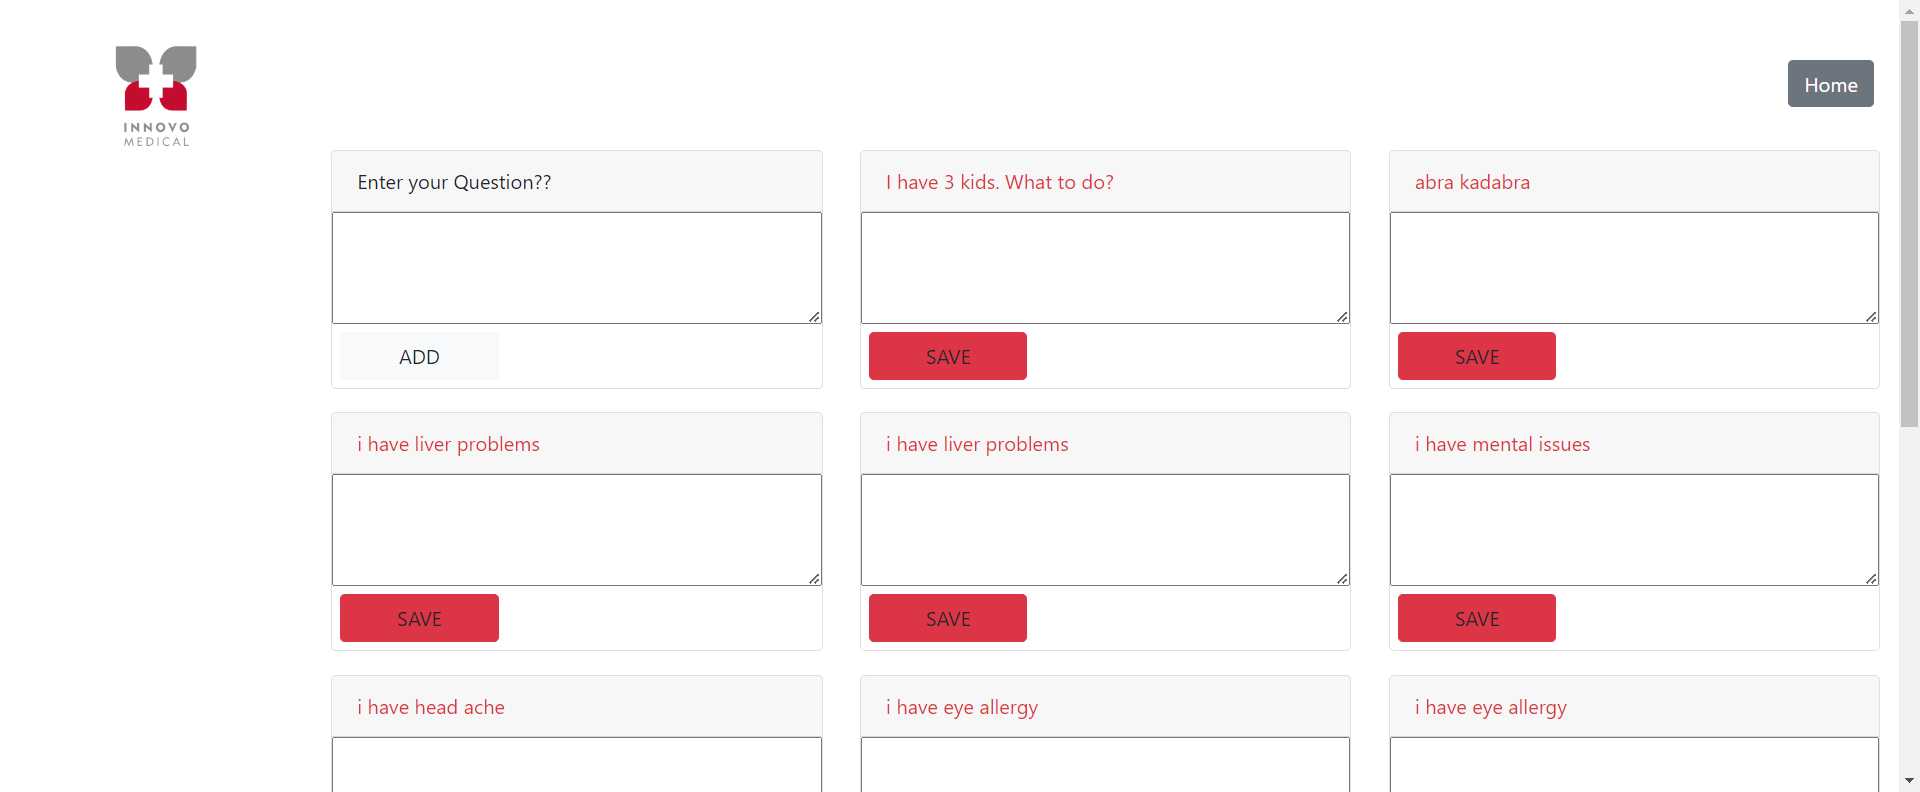 INNOVO
MEDICAL
Home
Enter your Question??
I have 3 kids. What to do?
abra kadabra
ADD
SAVE
SAVE
i have liver problems
i have liver problems
i have mental issues
SAVE
SAVE
SAVE
i have head ache
i have eye allergy
i have eye allergy